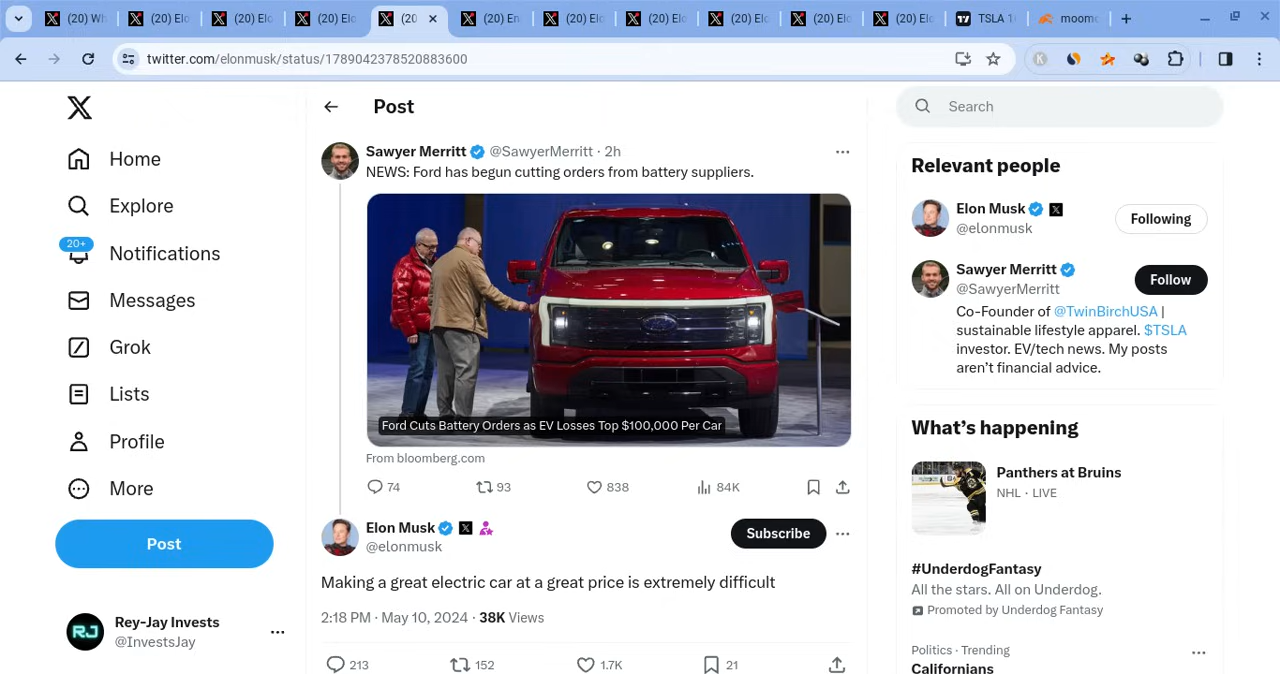 (20) Wh
(20) Elo
(20) Elo
(20) Elo
(20
(20) En
(20) Elo
(20) Elo
(20) Elo
(20) Elo
(20) Elo
TSLA 1
moom
twitter.com/elonmusk/status/1789042378520883600
Home
Explore
20+
Notifications
Messages
Grok
Lists
Profile
More
Post
RJ
Rey-Jay Invests
@InvestsJay
Post
Sawyer Merritt @SawyerMerritt · 2h
NEWS: Ford has begun cutting orders from battery suppliers.
Ford Cuts Battery Orders as EV Losses Top $100,000 Per Car
From bloomberg.com
74 93 838 84K
Elon Musk
@elonmusk
Subscribe
Making a great electric car at a great price is extremely difficult
2:18 PM · May 10, 2024 · 38K Views
213 152 1.7K 21
Search
Relevant people
Elon Musk
@elonmusk
Following
Sawyer Merritt
@SawyerMerritt
Follow
Co-Founder of @TwinBirchUSA |
sustainable lifestyle apparel. $TSLA
investor. EV/tech news. My posts
aren’t financial advice.
What’s happening
Panthers at Bruins
NHL · LIVE
#UnderdogFantasy
All the stars. All on Underdog.
Promoted by Underdog Fantasy
Politics · Trending
Californians